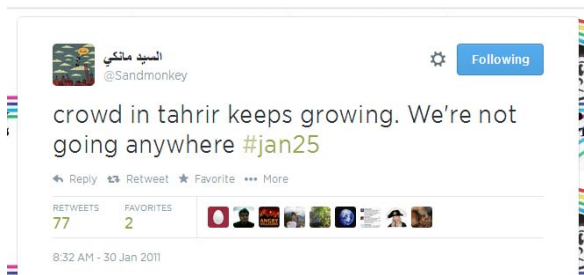 السيد مانكي
@Sandmonkey
Following
crowd in tahrir keeps growing. We're not
going anywhere #jan25
Reply Retweet Favorite More
RETWEETS FAVORITES
77 2
8:32 AM - 30 Jan 2011